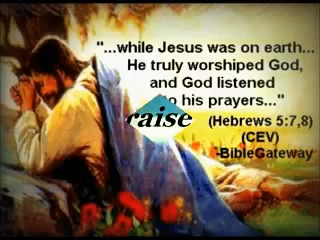 "...while Jesus was on earth...
He truly worshiped God,
and God listened
to his prayers..."
raise
(Hebrews 5:7,8)
(CEV)
-BibleGateway